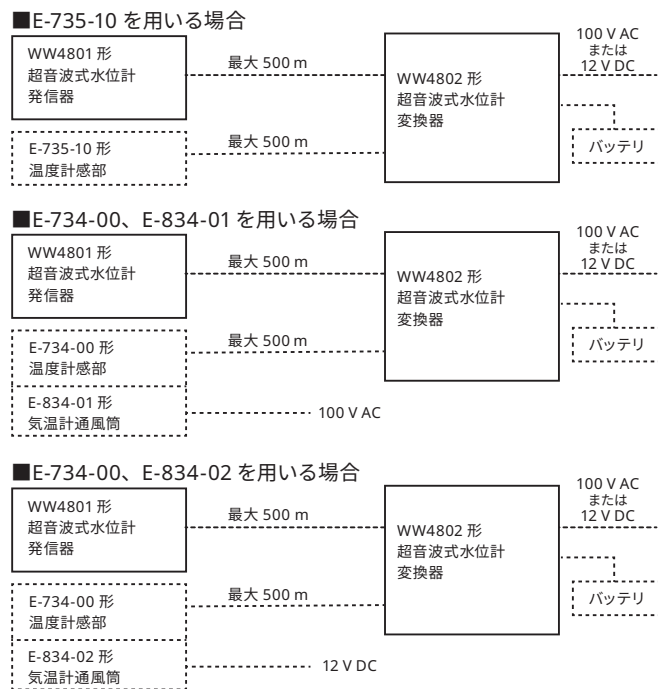 ■E-735-10 を用いる場合
WW4801 形
超音波式水位計
発信器
最大 500 m
WW4802 形
超音波式水位計
変換器
100 V AC
または
12 V DC
バッテリ
E-735-10 形
温度計感部
最大 500 m
■E-734-00、E-834-01 を用いる場合
WW4801 形
超音波式水位計
発信器
最大 500 m
WW4802 形
超音波式水位計
変換器
100 V AC
または
12 V DC
バッテリ
E-734-00 形
温度計感部
最大 500 m
E-834-01 形
気温計通風筒
100 V AC
■E-734-00、E-834-02 を用いる場合
WW4801 形
超音波式水位計
発信器
最大 500 m
WW4802 形
超音波式水位計
変換器
100 V AC
または
12 V DC
バッテリ
E-734-00 形
温度計感部
最大 500 m
E-834-02 形
気温計通風筒
12 V DC